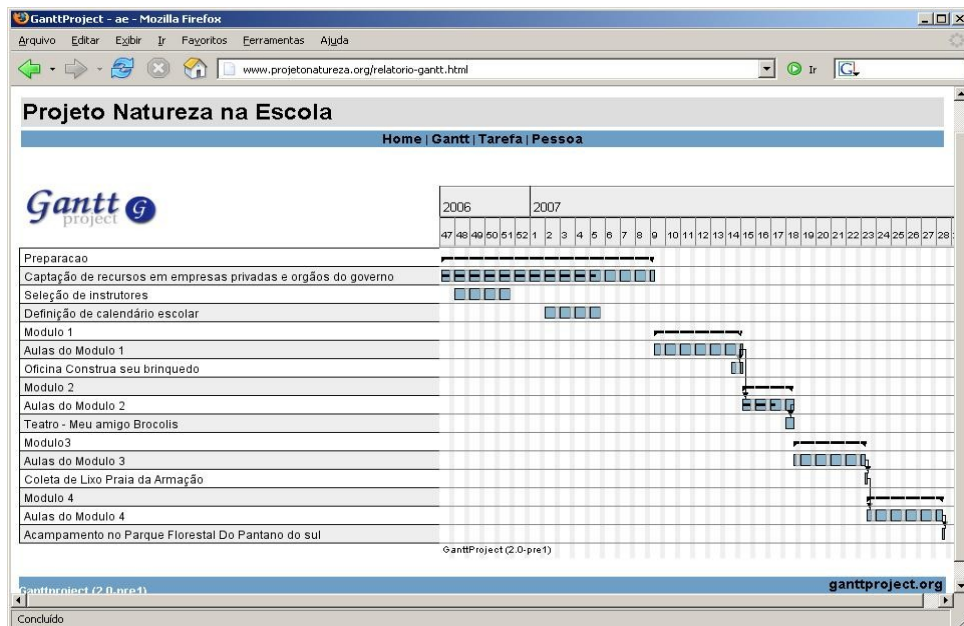 GanttProject - ae - Mozilla Firefox
Arquivo Editar Exibir Ir Favoritos Ferramentas Ajuda
www.projetonatureza.org/relatorio-gantt.html Ir G
Projeto Natureza na Escola
Home | Gantt | Tarefa | Pessoa
Gantt project G
2006 2007
47 48 49 50 51 52 1 2 3 4 5 6 7 8 9 10 11 12 13 14 15 16 17 18 19 20 21 22 23 24 25 26 27 28
Preparacao
Captação de recursos em empresas privadas e orgãos do governo
Seleção de instrutores
Definição de calendário escolar
Modulo 1
Aulas do Modulo 1
Oficina Construa seu brinquedo
Modulo 2
Aulas do Modulo 2
Teatro - Meu amigo Brocolis
Modulo3
Aulas do Modulo 3
Coleta de Lixo Praia da Armação
Modulo 4
Aulas do Modulo 4
Acampamento no Parque Florestal Do Pantano do sul
GanttProject (2.0-pre1)
Ganttproject (2.0-pre1) ganttproject.org
Concluído